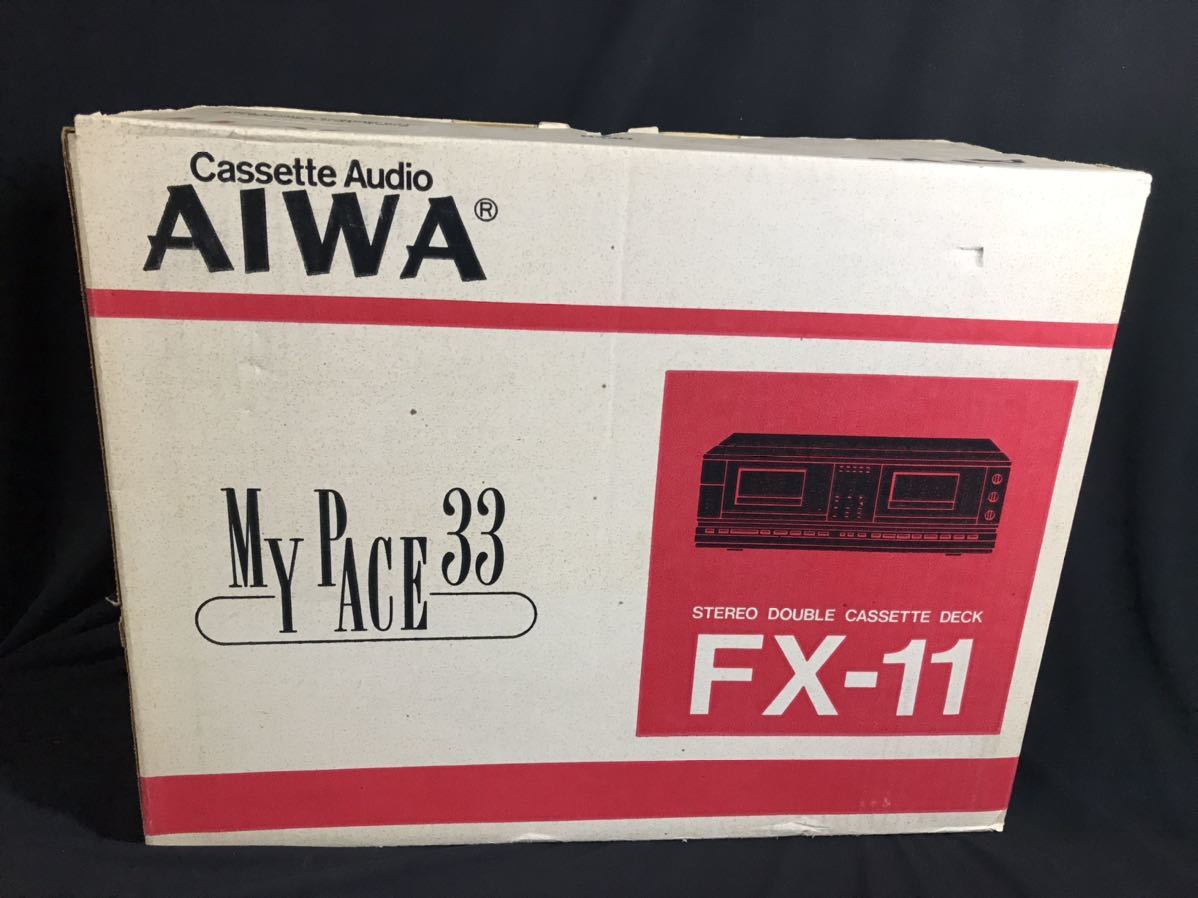 Cassette Audio
AIWA®
MY PACE 33
STEREO DOUBLE CASSETTE DECK
FX-11